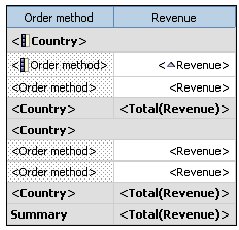 Order method Revenue
<Country>
<Order method> <Revenue>
<Order method> <Revenue>
<Country> <Total(Revenue)>
<Country>
<Order method> <Revenue>
<Order method> <Revenue>
<Country> <Total(Revenue)>
Summary <Total(Revenue)>